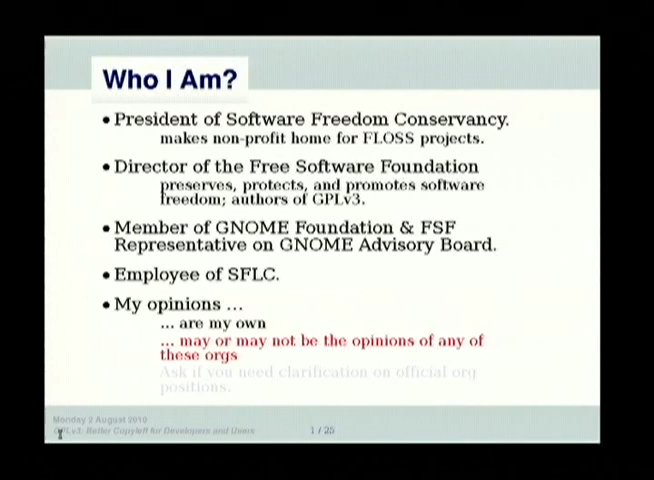 Who I Am?
• President of Software Freedom Conservancy.
makes non-profit home for FLOSS projects.
• Director of the Free Software Foundation
preserves, protects, and promotes software
freedom; authors of GPLv3.
• Member of GNOME Foundation & FSF
Representative on GNOME Advisory Board.
• Employee of SFLC.
• My opinions ...
... are my own
... may or may not be the opinions of any of
these orgs
Ask if you need clarification on official org
positions.
Monday 2 August 2010
GPLv3: Better Copyleft for Developers and Users
1 / 25